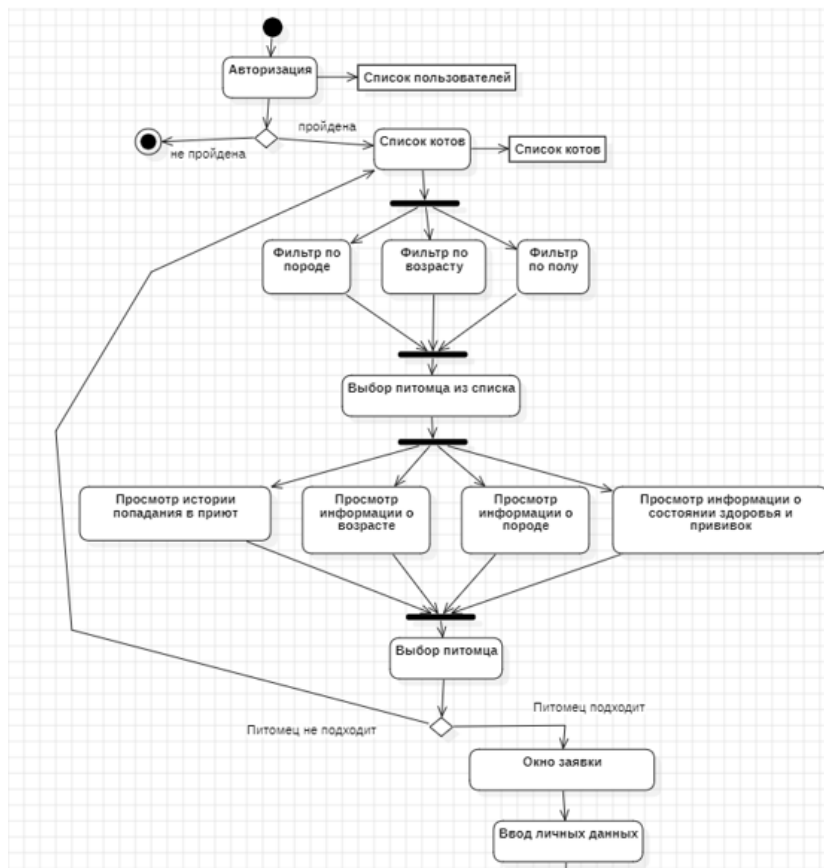 Авторизация
Список пользователей
пройдена
не пройдена
Список котов
Список котов
Фильтр по
породе
Фильтр по
возрасту
Фильтр
по полу
Выбор питомца из списка
Просмотр истории
попадания в приют
Просмотр
информации о
возрасте
Просмотр
информации о
породе
Просмотр информации о
состоянии здоровья и
прививок
Выбор питомца
Питомец не подходит
Питомец подходит
Окно заявки
Ввод личных данных